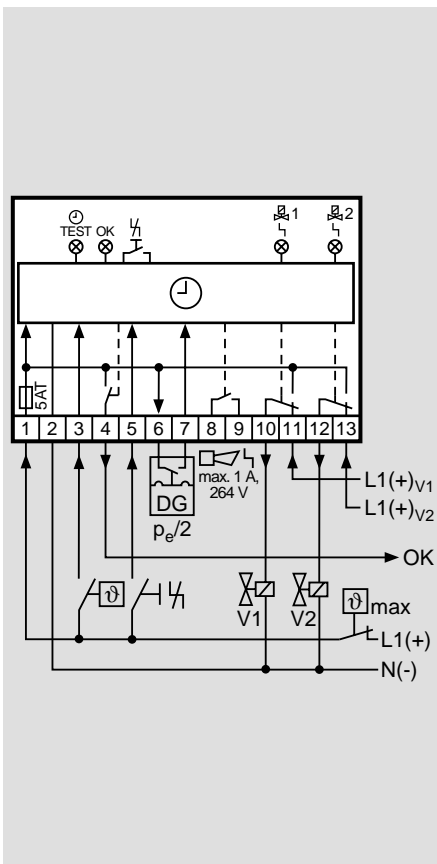 1 2
TEST OK
5AT
1 2 3 4 5 6 7 8 9 10 11 12 13
max. 1 A,
264 V
DG
pe/2
L1(+)V1
L1(+)V2
OK
ϑ
V1 V2
ϑ max
L1(+)
N(-)